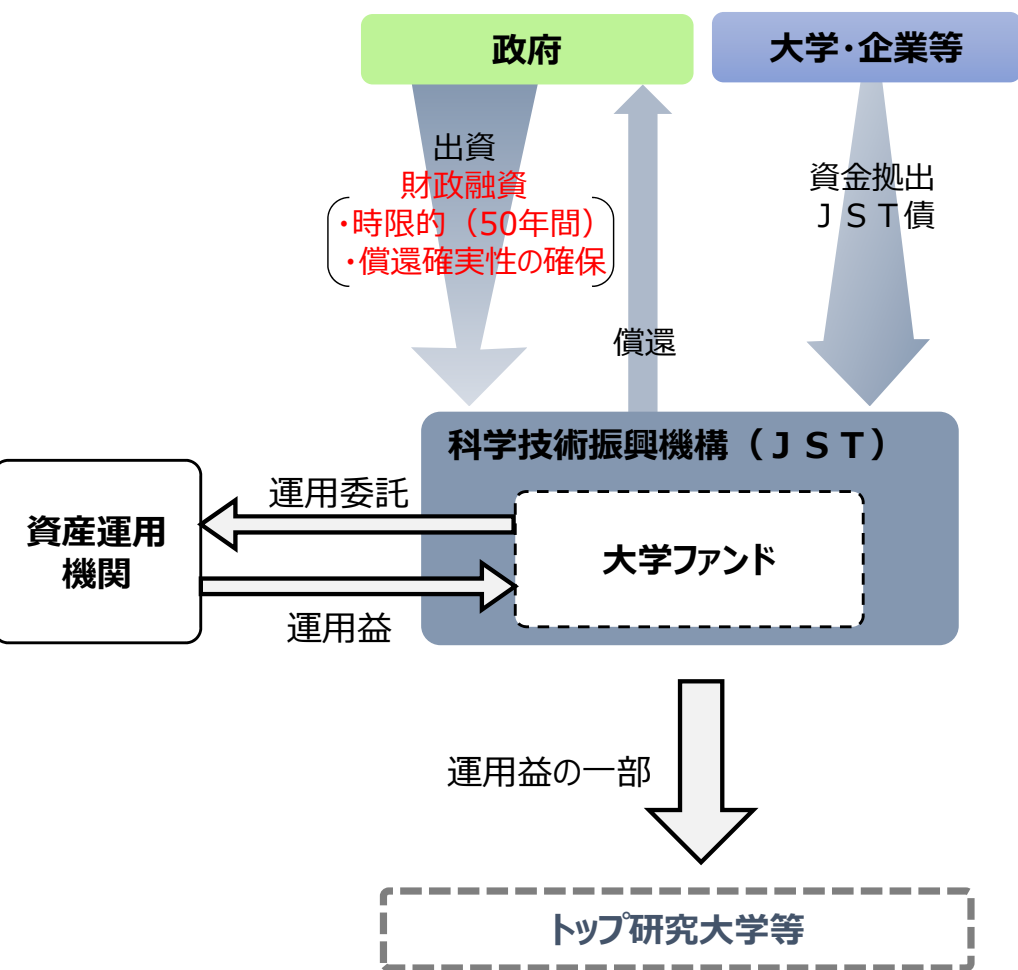 政府
大学・企業等
出資
財政融資
・時限的（50年間）
・償還確実性の確保
資金拠出
ＪＳＴ債
償還
科学技術振興機構（ＪＳＴ）
運用委託
資産運用
機関
大学ファンド
運用益
運用益の一部
トップ研究大学等